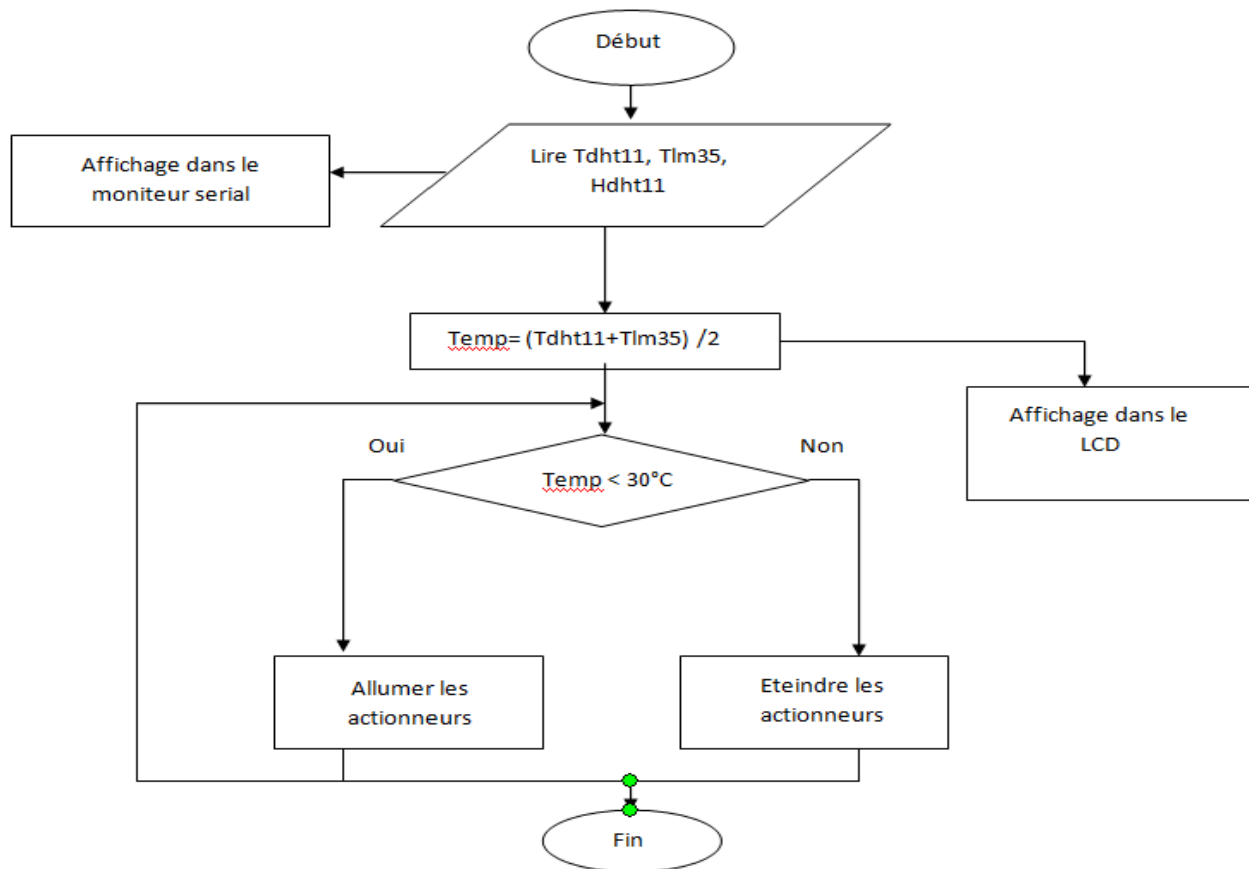 Début
Lire Tdht11, Tlm35,
Hdht11
Affichage dans le
moniteur serial
Temp= (Tdht11+Tlm35) /2
Affichage dans le
LCD
Oui
Non
Temp < 30°C
Allumer les
actionneurs
Eteindre les
actionneurs
Fin